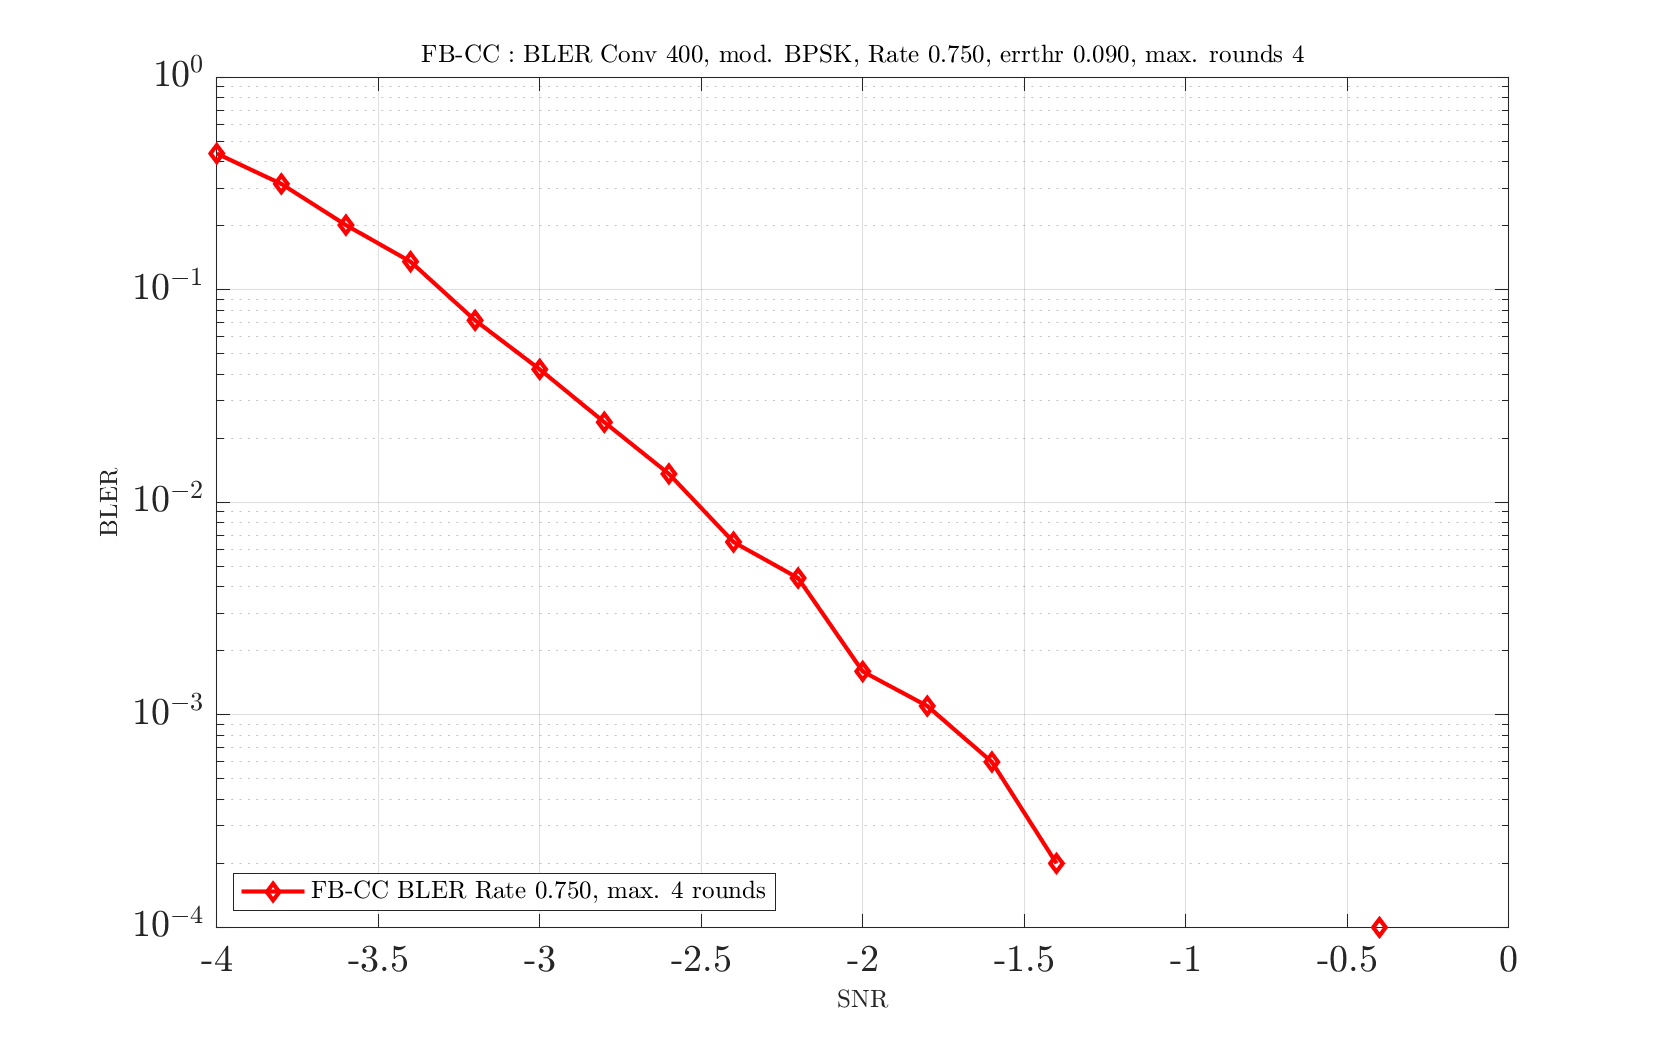 FB-CC : BLER Conv 400, mod. BPSK, Rate 0.750, errthr 0.090, max. rounds 4
10^0
10^{-1}
10^{-2}
10^{-3}
10^{-4}
BLER
FB-CC BLER Rate 0.750, max. 4 rounds
-4 -3.5 -3 -2.5 -2 -1.5 -1 -0.5 0
SNR